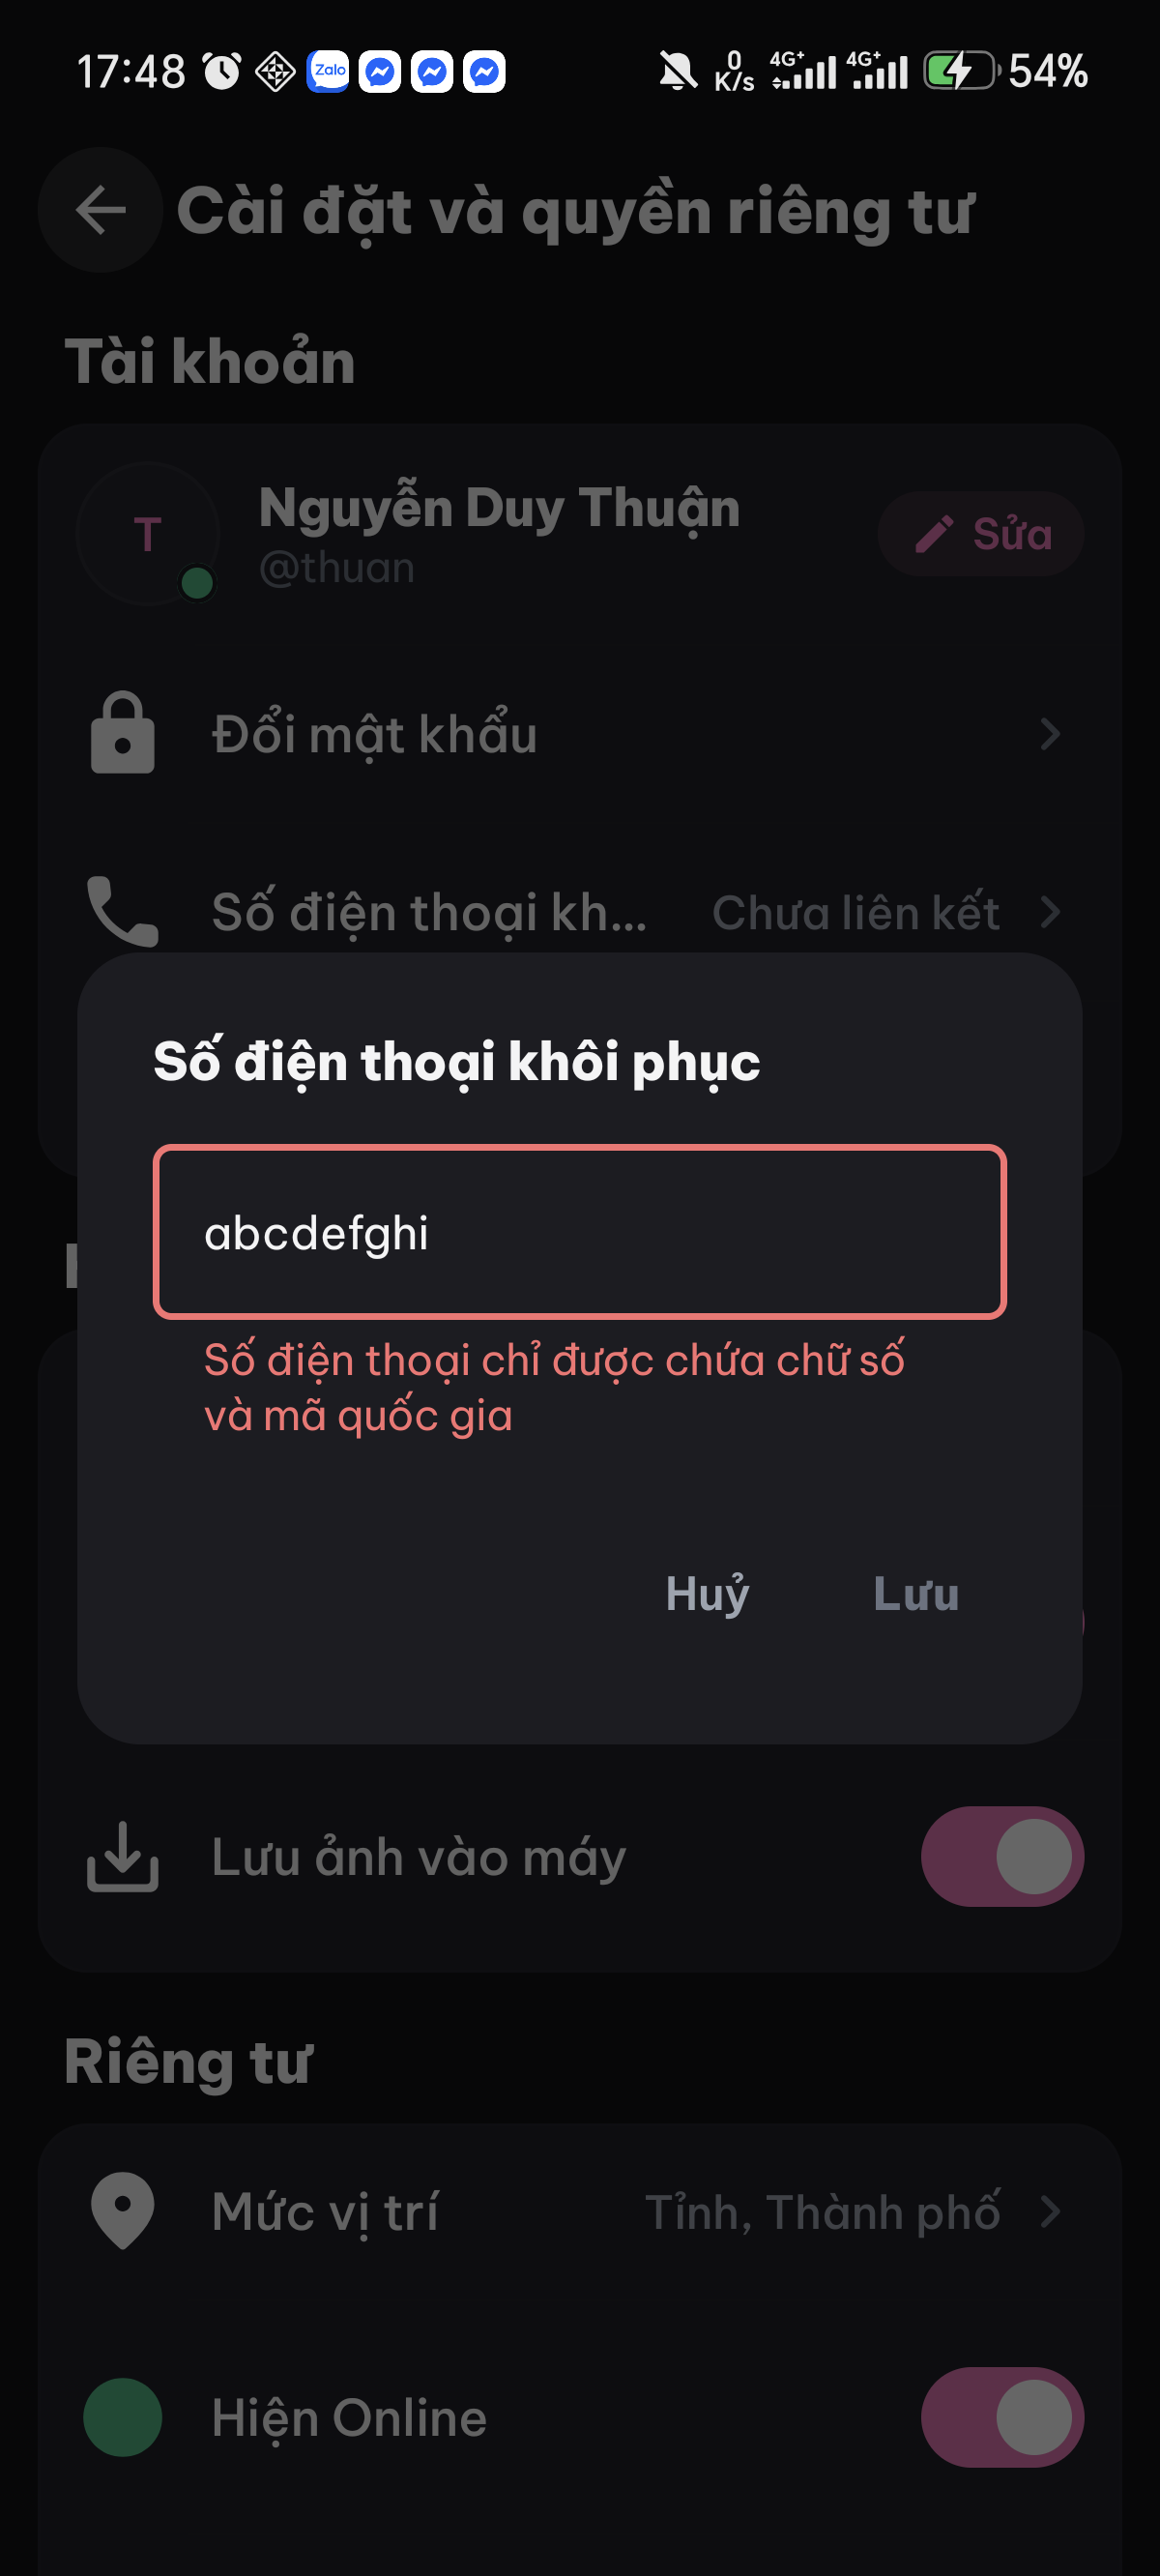 17:48 Zalo 0 K/s 4G+ 4G+ 54%
Cài đặt và quyền riêng tư
Tài khoản
T
Nguyễn Duy Thuận
@thuan
Sửa
Đổi mật khẩu
Số điện thoại kh... Chưa liên kết
Số điện thoại khôi phục
abcdefghi
Số điện thoại chỉ được chứa chữ số
và mã quốc gia
Huỷ Lưu
Lưu ảnh vào máy
Riêng tư
Mức vị trí Tỉnh, Thành phố
Hiện Online